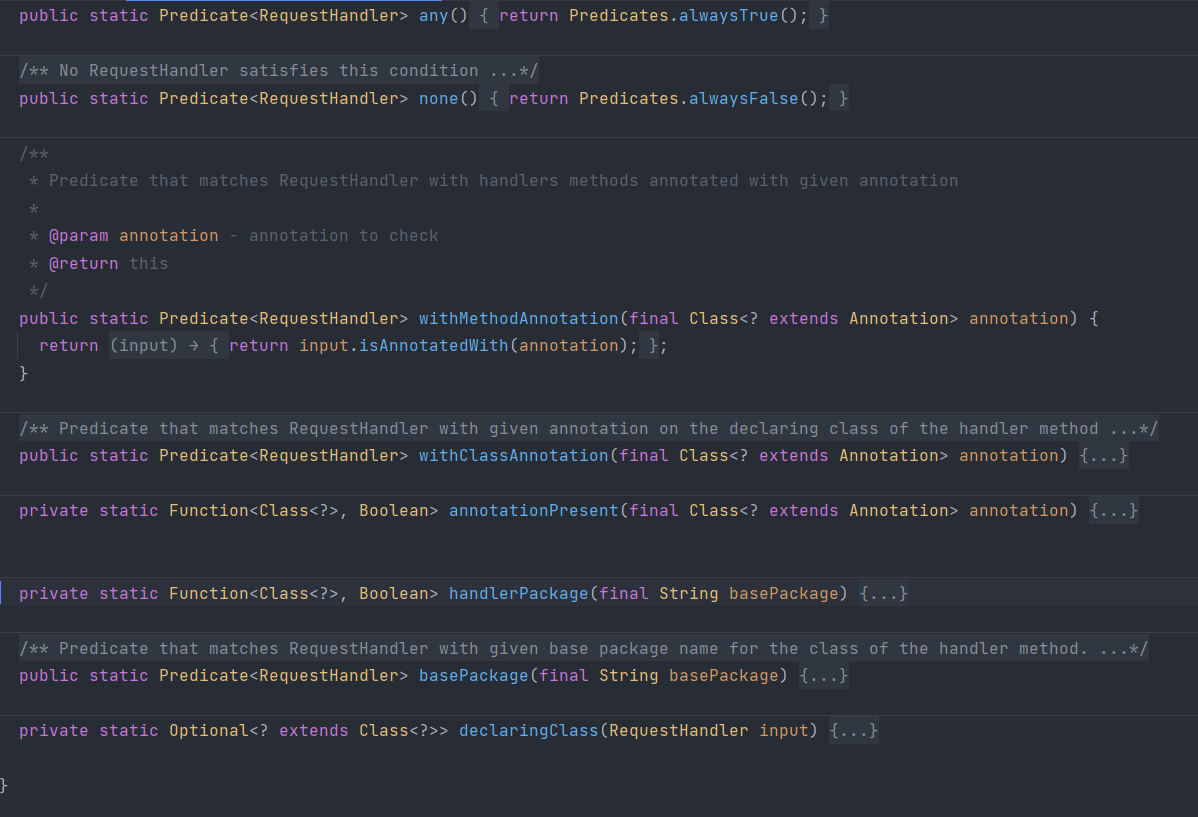 public static Predicate<RequestHandler> any() { return Predicates.alwaysTrue(); }
/** No RequestHandler satisfies this condition ...*/
public static Predicate<RequestHandler> none() { return Predicates.alwaysFalse(); }
/**
 * Predicate that matches RequestHandler with handlers methods annotated with given annotation
 *
 * @param annotation - annotation to check
 * @return this
 */
public static Predicate<RequestHandler> withMethodAnnotation(final Class<? extends Annotation> annotation) {
  return (input) → { return input.isAnnotatedWith(annotation); };
}
/** Predicate that matches RequestHandler with given annotation on the declaring class of the handler method ...*/
public static Predicate<RequestHandler> withClassAnnotation(final Class<? extends Annotation> annotation) {...}
private static Function<Class<?>, Boolean> annotationPresent(final Class<? extends Annotation> annotation) {...}
private static Function<Class<?>, Boolean> handlerPackage(final String basePackage) {...}
/** Predicate that matches RequestHandler with given base package name for the class of the handler method. ...*/
public static Predicate<RequestHandler> basePackage(final String basePackage) {...}
private static Optional<? extends Class<?>> declaringClass(RequestHandler input) {...}
}